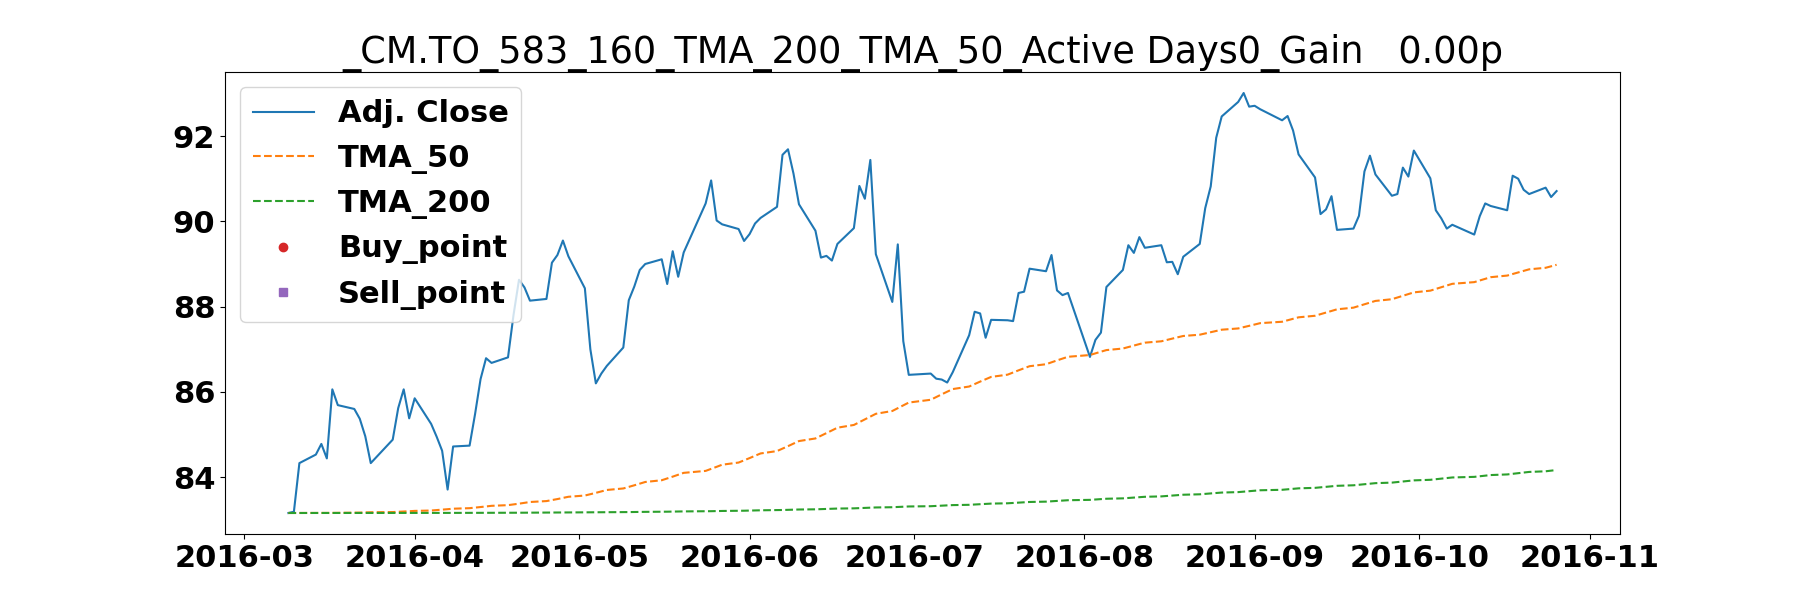 _CM.TO_583_160_TMA_200_TMA_50_Active Days0_Gain   0.00p
Adj. Close
TMA_50
TMA_200
Buy_point
Sell_point
92
90
88
86
84
2016-03 2016-04 2016-05 2016-06 2016-07 2016-08 2016-09 2016-10 2016-11